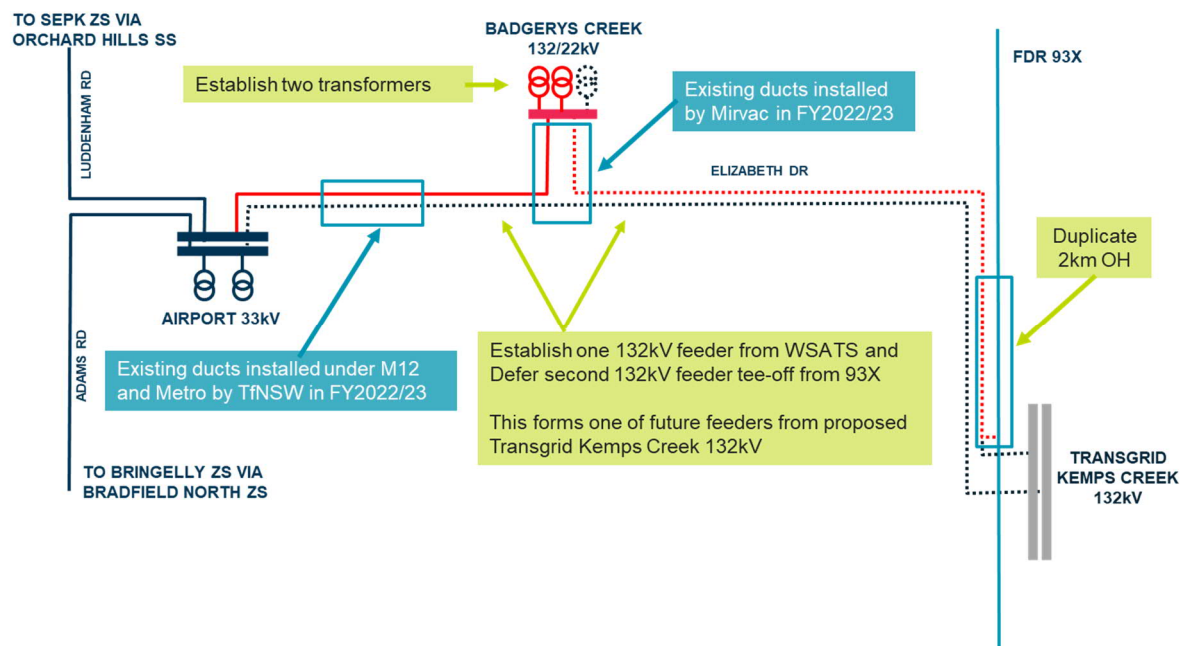 TO SEPK ZS VIA
ORCHARD HILLS SS
BADGERYS CREEK
132/22kV
FDR 93X
LUDDENHAM RD
Establish two transformers
Existing ducts installed
by Mirvac in FY2022/23
ELIZABETH DR
Duplicate
2km OH
AIRPORT 33kV
ADAMS RD
Existing ducts installed under M12
and Metro by TfNSW in FY2022/23
Establish one 132kV feeder from WSATS and
Defer second 132kV feeder tee-off from 93X
This forms one of future feeders from proposed
Transgrid Kemps Creek 132kV
TO BRINGELLY ZS VIA
BRADFIELD NORTH ZS
TRANSGRID
KEMPS CREEK
132kV